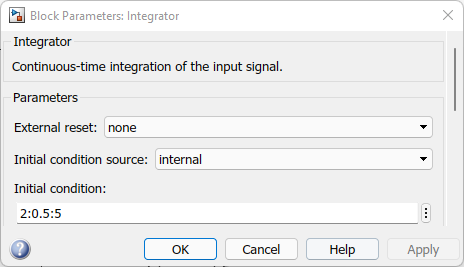 Block Parameters: Integrator
Integrator
Continuous-time integration of the input signal.
Parameters
External reset: none
Initial condition source: internal
Initial condition:
2:0.5:5
? OK Cancel Help Apply